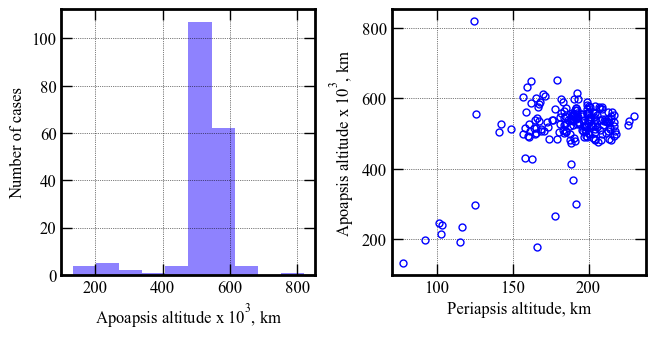 Number of cases
100
80
60
40
20
0
200 400 600 800
Apoapsis altitude x 10^3, km
Apoapsis altitude x 10^3, km
800
600
400
200
100 150 200
Periapsis altitude, km